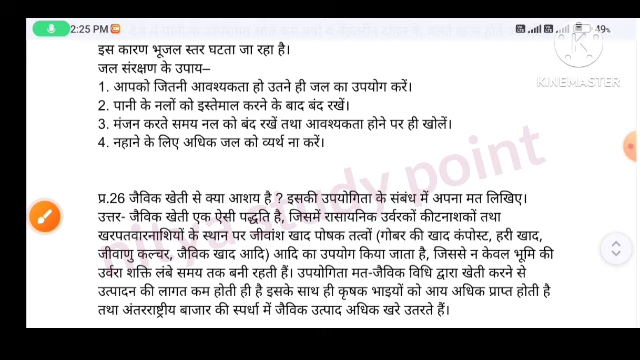 2:25 PM
49%
KINEMASTER
इस कारण भूजल स्तर घटता जा रहा है।
जल संरक्षण के उपाय–
1. आपको जितनी आवश्यकता हो उतने ही जल का उपयोग करें।
2. पानी के नलों को इस्तेमाल करने के बाद बंद रखें।
3. मंजन करते समय नल को बंद रखें तथा आवश्यकता होने पर ही खोलें।
4. नहाने के लिए अधिक जल को व्यर्थ ना करें।
study point
प्र.26 जैविक खेती से क्या आशय है ? इसकी उपयोगिता के संबंध में अपना मत लिखिए।
उत्तर- जैविक खेती एक ऐसी पद्धति है, जिसमें रासायनिक उर्वरकों कीटनाशकों तथा
खरपतवारनाशियों के स्थान पर जीवांश खाद पोषक तत्वों (गोबर की खाद कंपोस्ट, हरी खाद,
जीवाणु कल्चर, जैविक खाद आदि) आदि का उपयोग किया जाता है, जिससे न केवल भूमि की
उर्वरा शक्ति लंबे समय तक बनी रहती हैं। उपयोगिता मत-जैविक विधि द्वारा खेती करने से
उत्पादन की लागत कम होती ही है इसके साथ ही कृषक भाइयों को आय अधिक प्राप्त होती है
तथा अंतरराष्ट्रीय बाजार की स्पर्धा में जैविक उत्पाद अधिक खरे उतरते हैं।